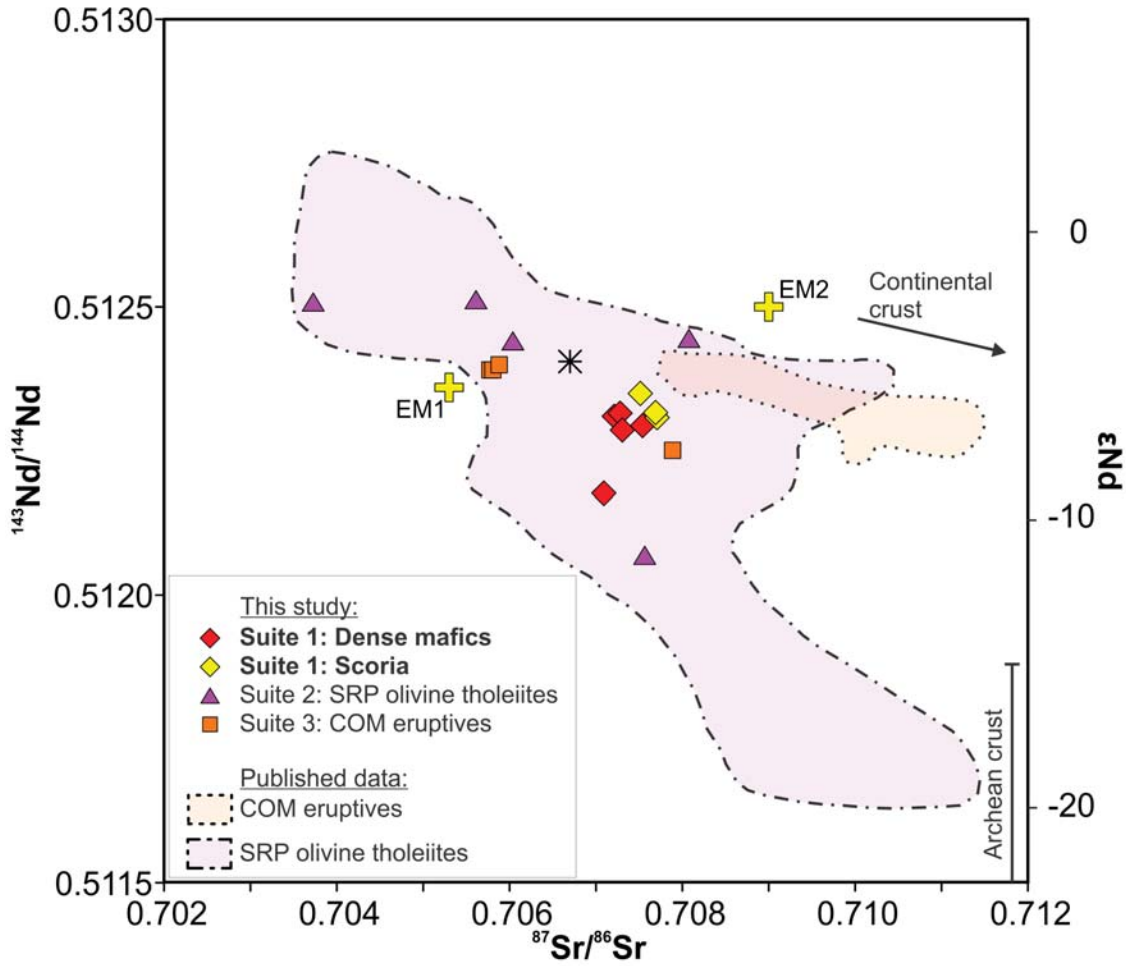 0.5130
0.5125
0.5120
0.5115
¹⁴³Nd/¹⁴⁴Nd
0
-10
-20
εNd
EM2
EM1
Continental
crust
Archean crust
This study:
Suite 1: Dense mafics
Suite 1: Scoria
Suite 2: SRP olivine tholeiites
Suite 3: COM eruptives
Published data:
COM eruptives
SRP olivine tholeiites
0.702
0.704
0.706
0.708
0.710
0.712
⁸⁷Sr/⁸⁶Sr